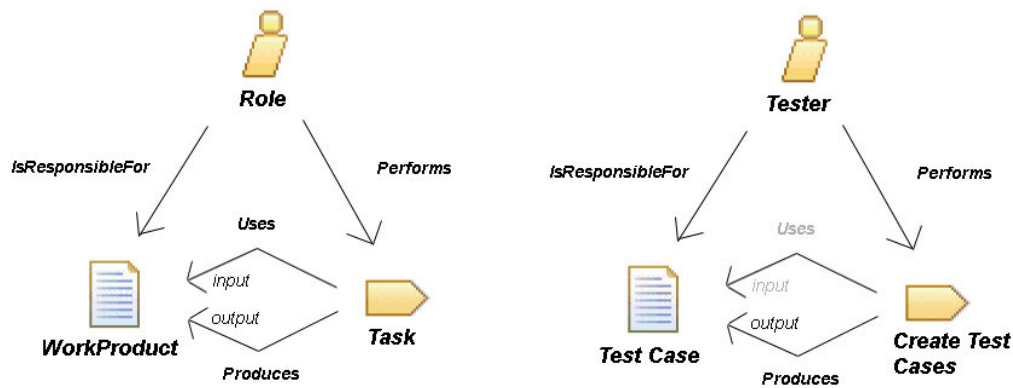 Role
IsResponsibleFor
Performs
Uses
input
output
WorkProduct
Task
Produces
Tester
IsResponsibleFor
Performs
Uses
input
output
Test Case
Create Test
Cases
Produces